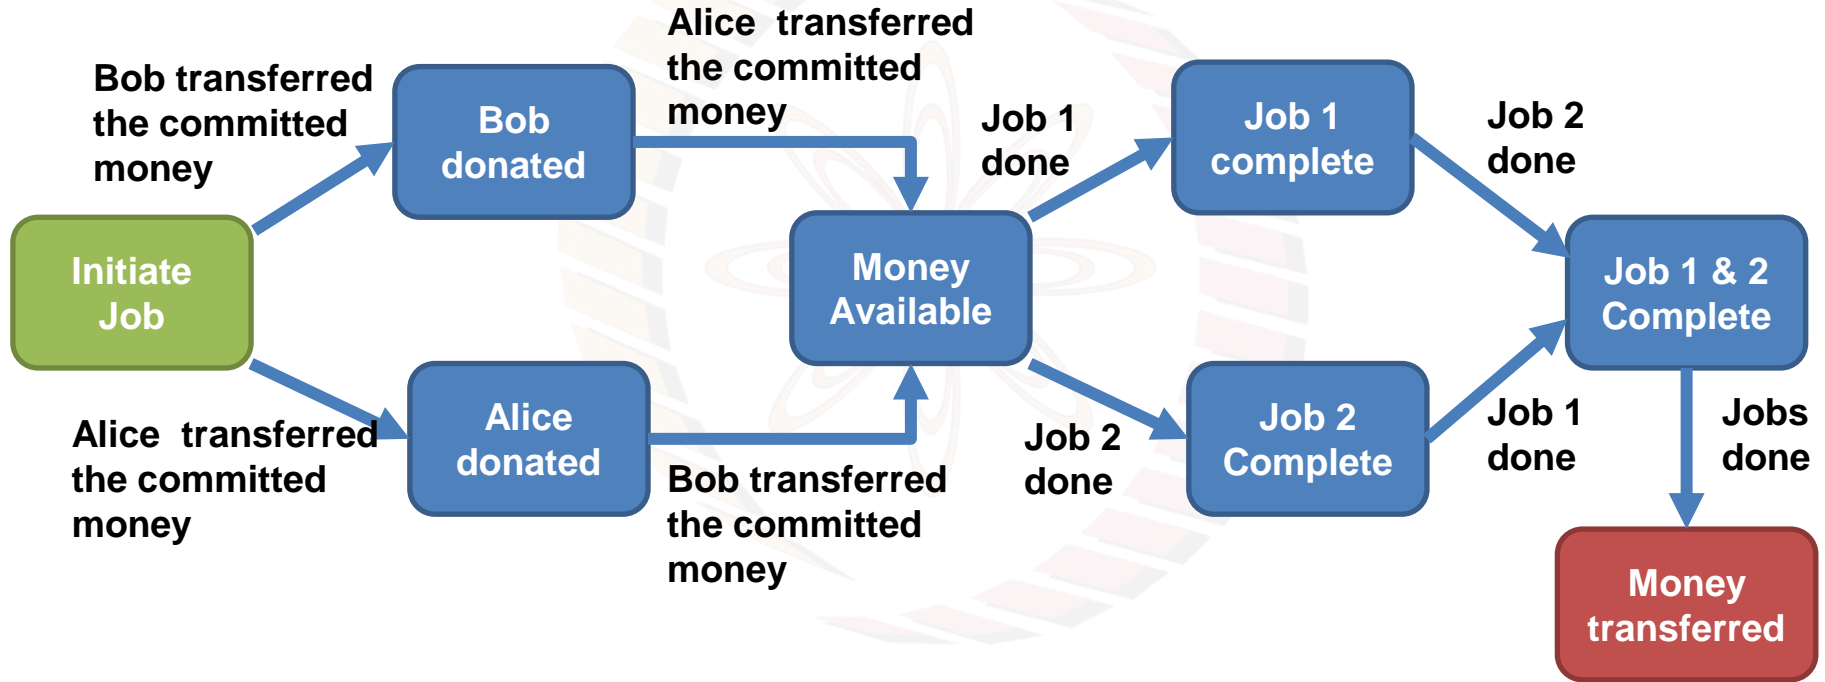 Bob transferred
the committed
money
Bob
donated
Alice transferred
the committed
money
Job 1
done
Job 1
complete
Job 2
done
Initiate
Job
Money
Available
Job 1 & 2
Complete
Alice transferred
the committed
money
Alice
donated
Bob transferred
the committed
money
Job 2
done
Job 2
Complete
Job 1
done
Jobs
done
Money
transferred